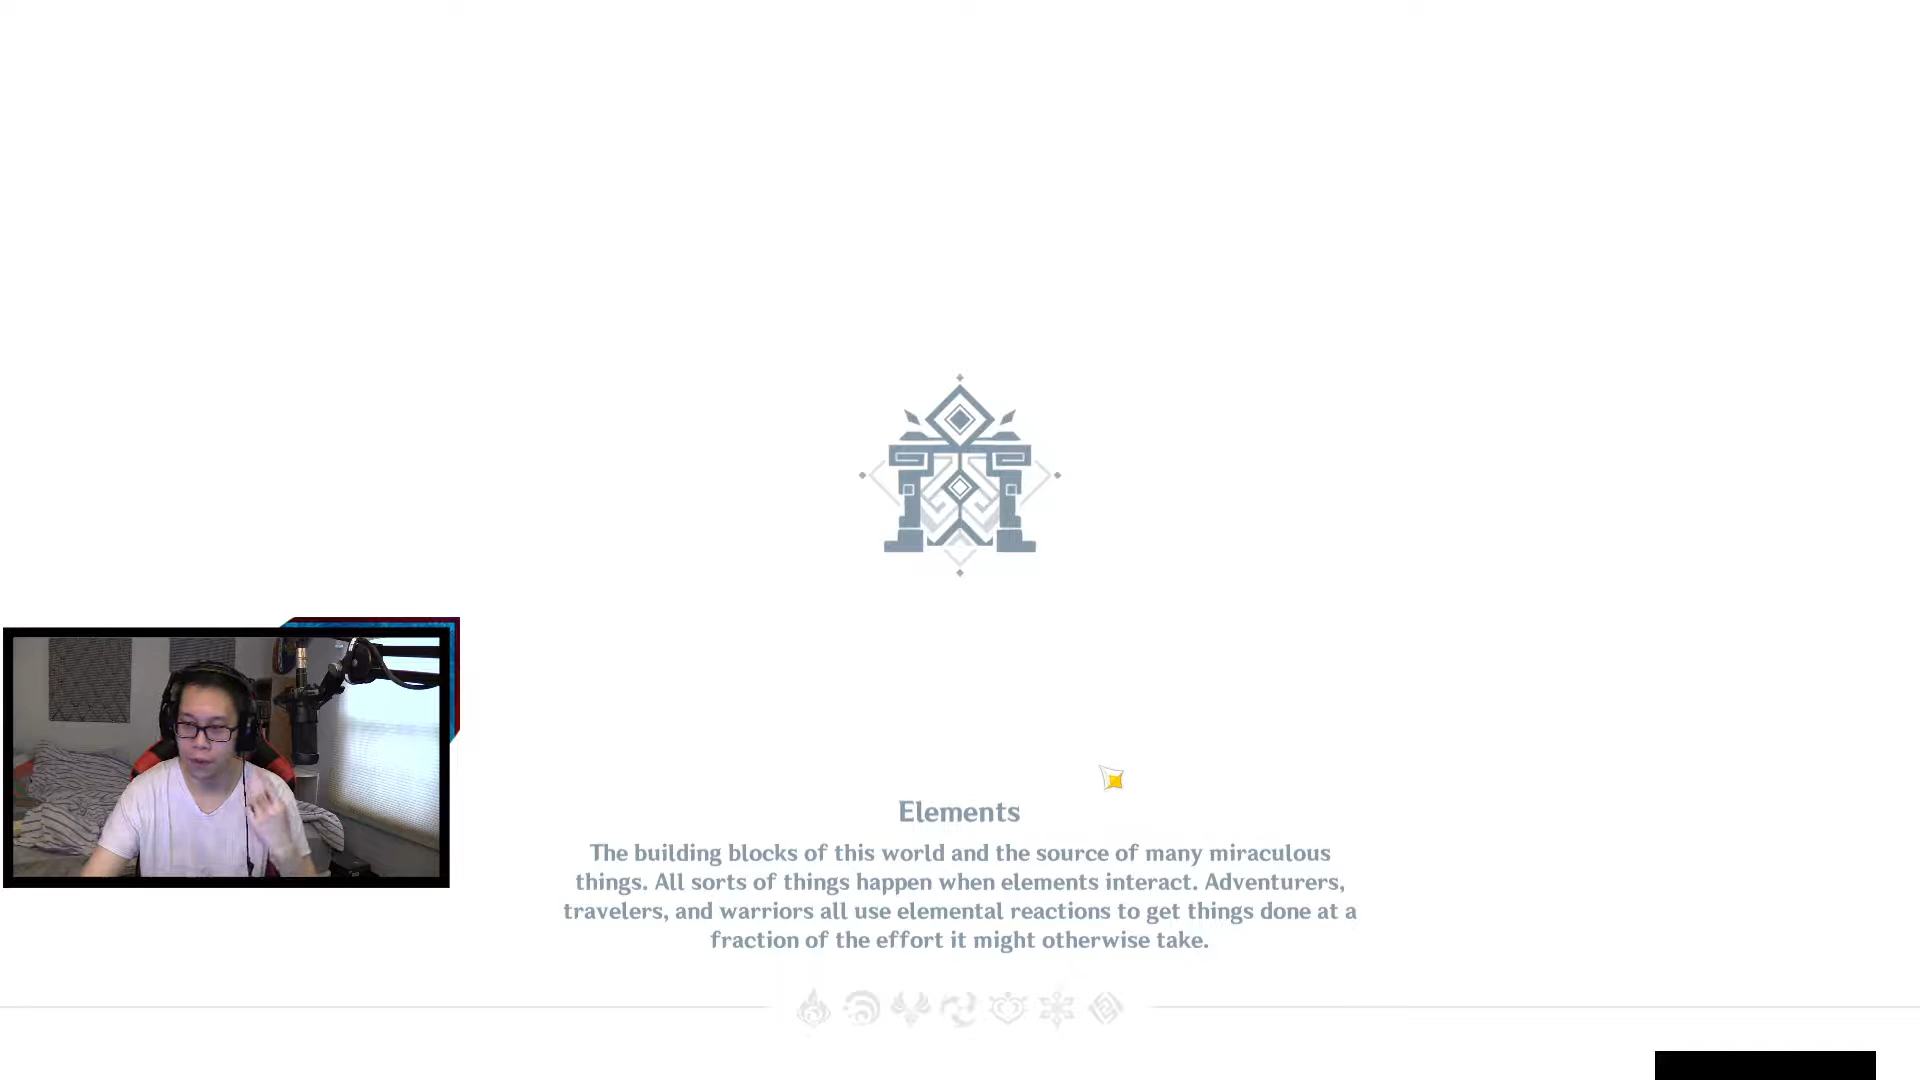 Elements
The building blocks of this world and the source of many miraculous
things. All sorts of things happen when elements interact. Adventurers,
travelers, and warriors all use elemental reactions to get things done at a
fraction of the effort it might otherwise take.